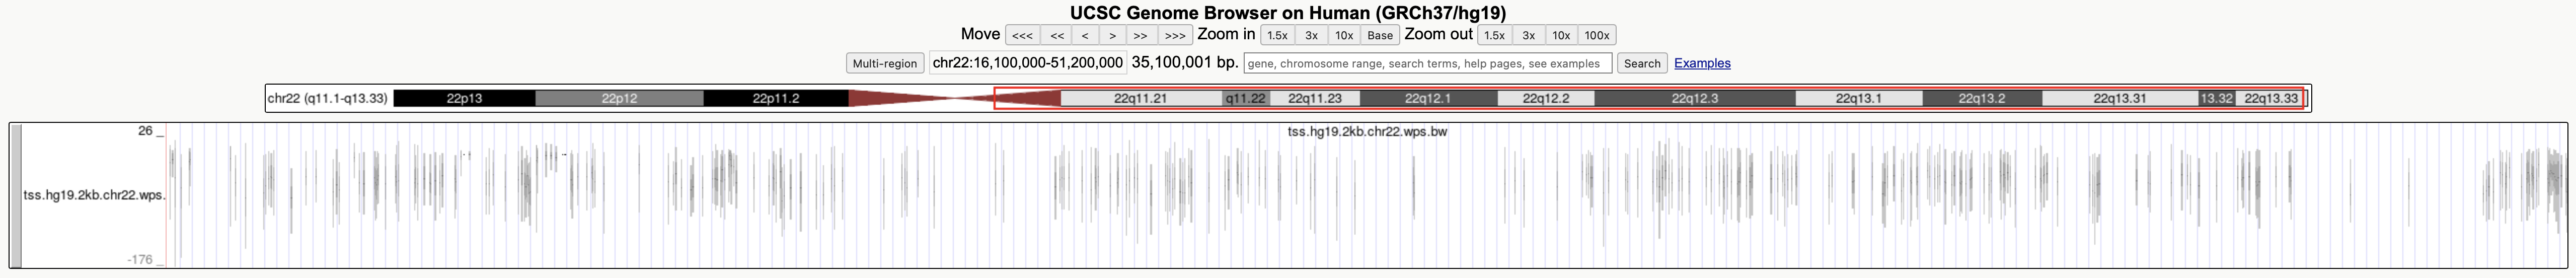 UCSC Genome Browser on Human (GRCh37/hg19)
Move <<< << < > >> >>> Zoom in 1.5x 3x 10x Base Zoom out 1.5x 3x 10x 100x
Multi-region chr22:16,100,000-51,200,000 35,100,001 bp. gene, chromosome range, search terms, help pages, see examples Search Examples
chr22 (q11.1-q13.33) 22p13 22p12 22p11.2 22q11.21 q11.22 22q11.23 22q12.1 22q12.2 22q12.3 22q13.1 22q13.2 22q13.31 13.32 22q13.33
26 _ tss.hg19.2kb.chr22.wps.bw
tss.hg19.2kb.chr22.wps.
-176 _